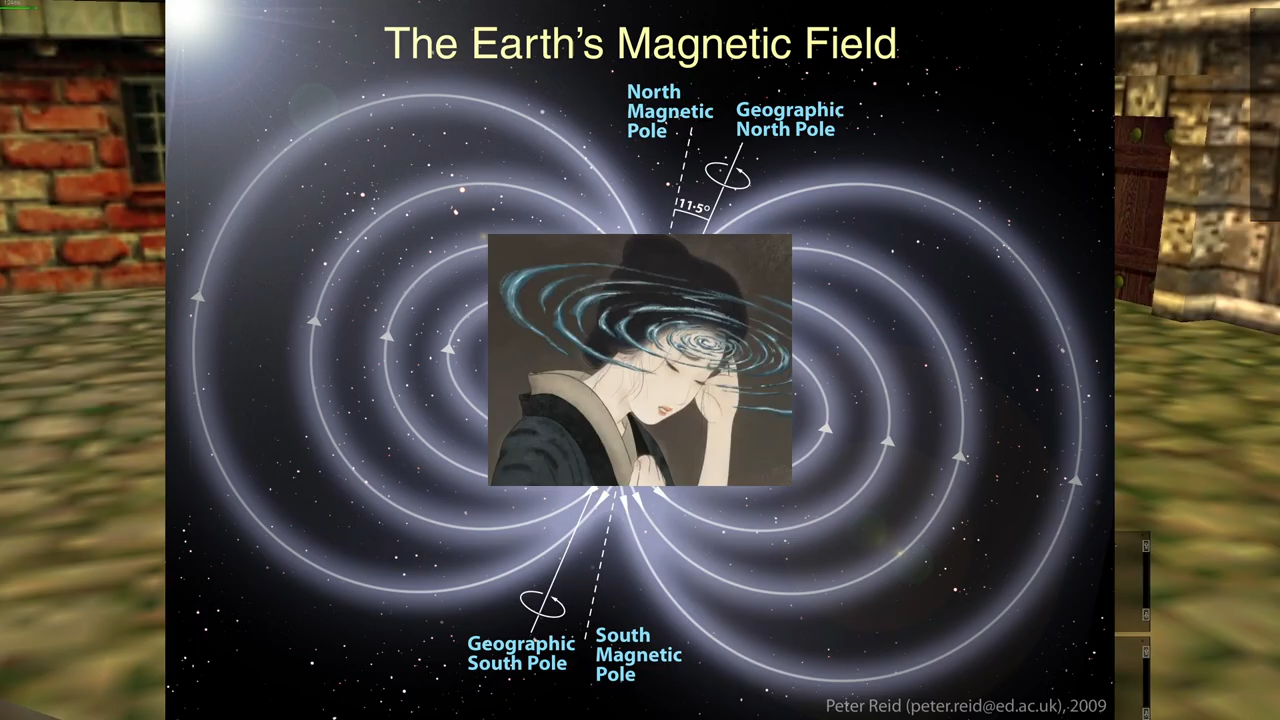 The Earth's Magnetic Field
North
Magnetic
Pole
Geographic
North Pole
11·5°
Geographic
South Pole
South
Magnetic
Pole
Peter Reid (peter.reid@ed.ac.uk), 2009